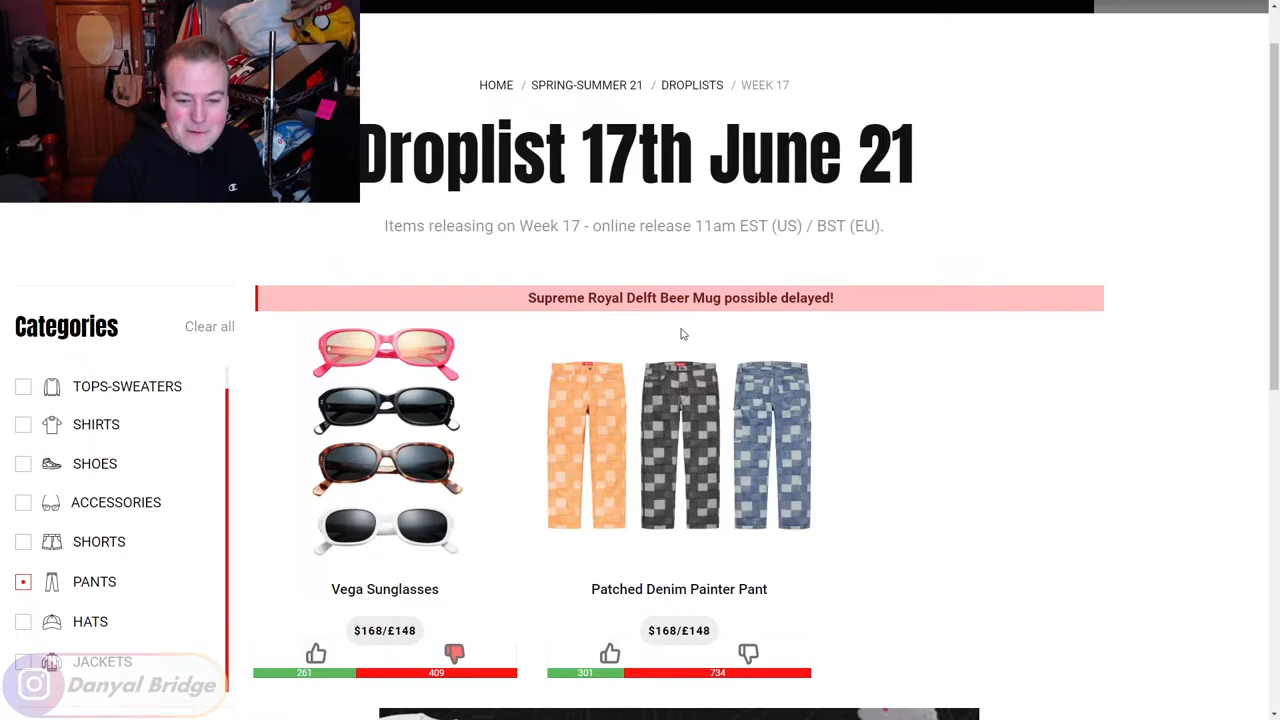 HOME / SPRING-SUMMER 21 / DROPLISTS / WEEK 17
Droplist 17th June 21
Items releasing on Week 17 - online release 11am EST (US) / BST (EU).
Supreme Royal Delft Beer Mug possible delayed!
Categories
Clear all
TOPS-SWEATERS
SHIRTS
SHOES
ACCESSORIES
SHORTS
PANTS
HATS
JACKETS
Vega Sunglasses
$168/£148
261
409
Patched Denim Painter Pant
$168/£148
301
734
Danyal Bridge